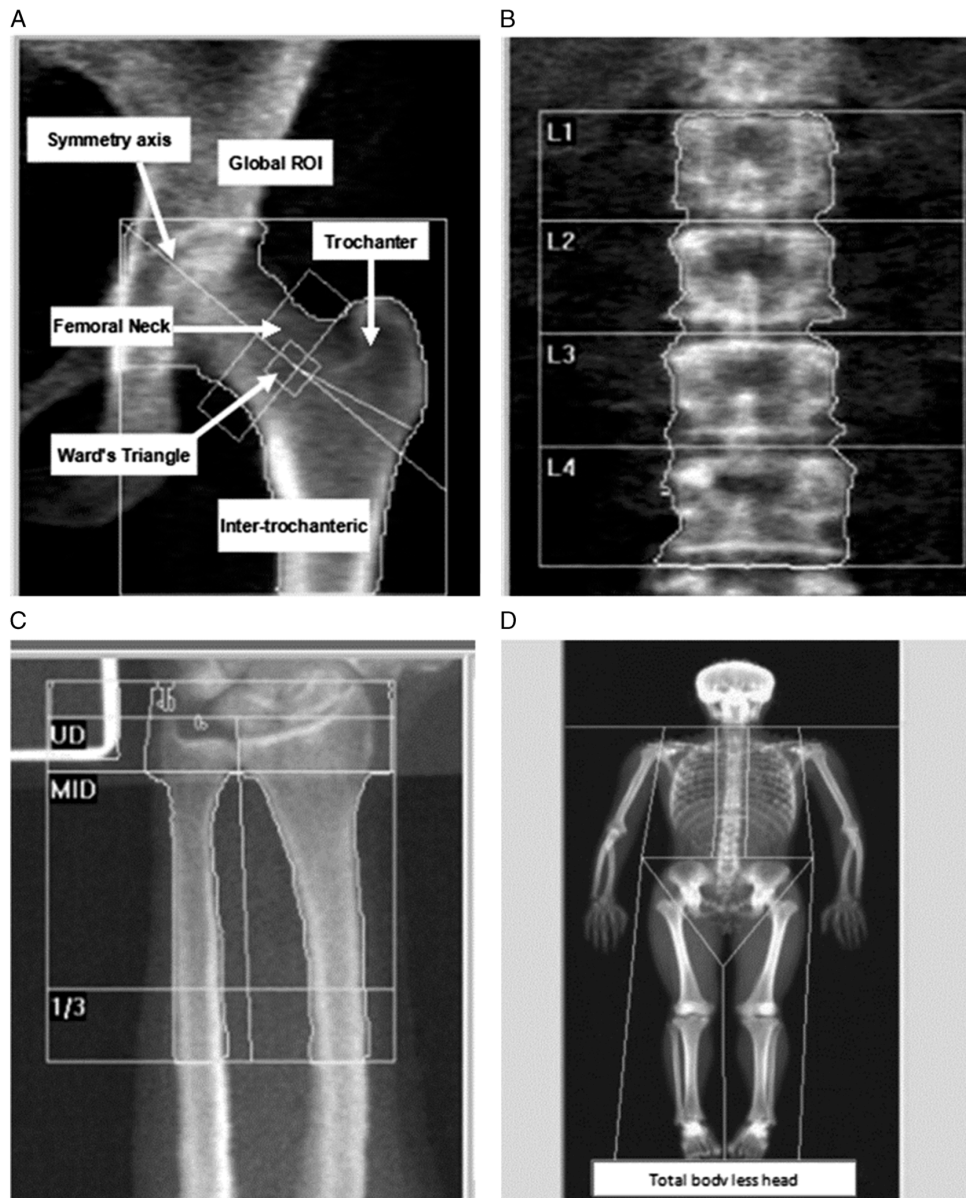 A
Symmetry axis
Global ROI
Trochanter
Femoral Neck
Ward's Triangle
Inter-trochanteric
B
L1
L2
L3
L4
C
UD
MID
1/3
D
Total body less head